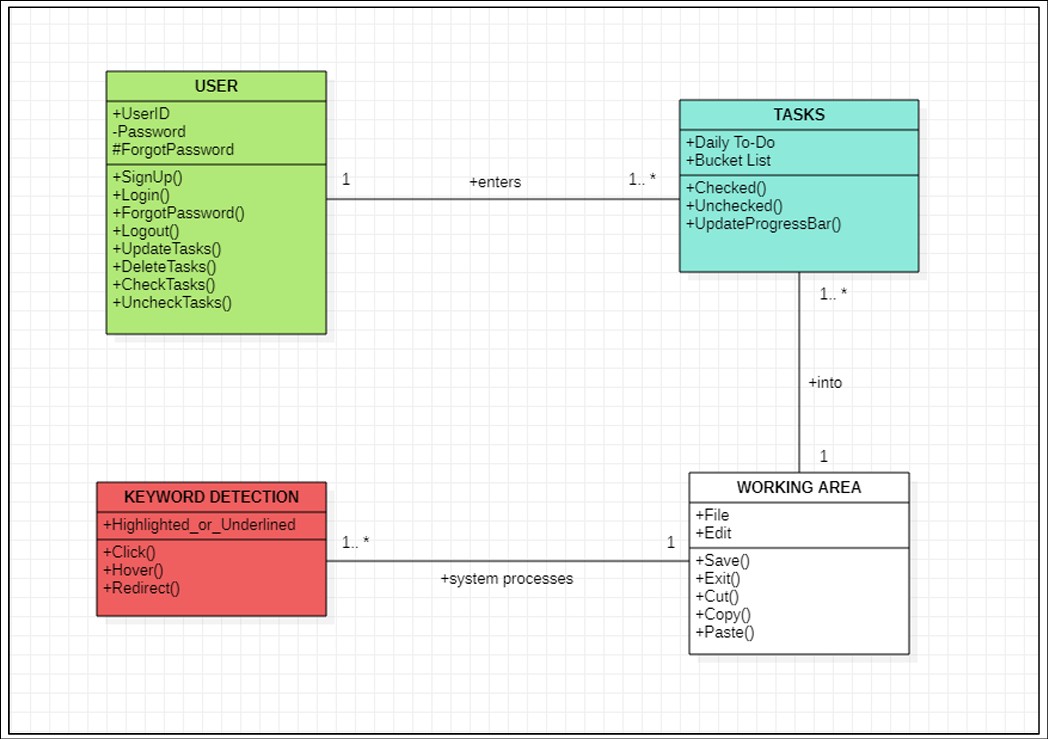 USER
+UserID
-Password
#ForgotPassword
+SignUp()
+Login()
+ForgotPassword()
+Logout()
+UpdateTasks()
+DeleteTasks()
+CheckTasks()
+UncheckTasks()
1
+enters
1.. *
TASKS
+Daily To-Do
+Bucket List
+Checked()
+Unchecked()
+UpdateProgressBar()
1.. *
+into
1
KEYWORD DETECTION
+Highlighted_or_Underlined
+Click()
+Hover()
+Redirect()
1.. *
+system processes
1
WORKING AREA
+File
+Edit
+Save()
+Exit()
+Cut()
+Copy()
+Paste()